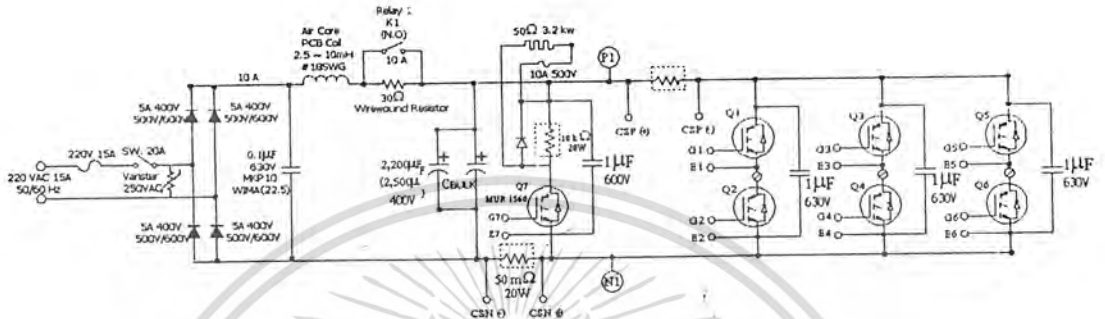 Air Core
PCB Coil
2.5 ~ 10mH
#18SWG
Relay 1
K1
(N.O)
10 A
10 A
30Ω
Wirewound Resistor
50Ω 3.2 kw
10A 500V
P1
CSP (+)
CSP (-)
5A 400V
500V/600V
5A 400V
500V/600V
220V 15A
SW. 20A
220 VAC 15A
50/60 Hz
Varistor
250VAC
0.1μF
630V
MKP10
WIMA(22.5)
5A 400V
500V/600V
5A 400V
500V/600V
2,200μF
400V
CBULK
20W
1μF
600V
Q7
MUR 1560
G7
E7
50 mΩ
20W
CSN (-)
CSN (+)
N1
Q1
G1
E1
Q2
G2
E2
1μF
630V
Q3
G3
E3
Q4
G4
E4
1μF
630V
Q5
G5
E5
Q6
G6
E6
1μF
630V